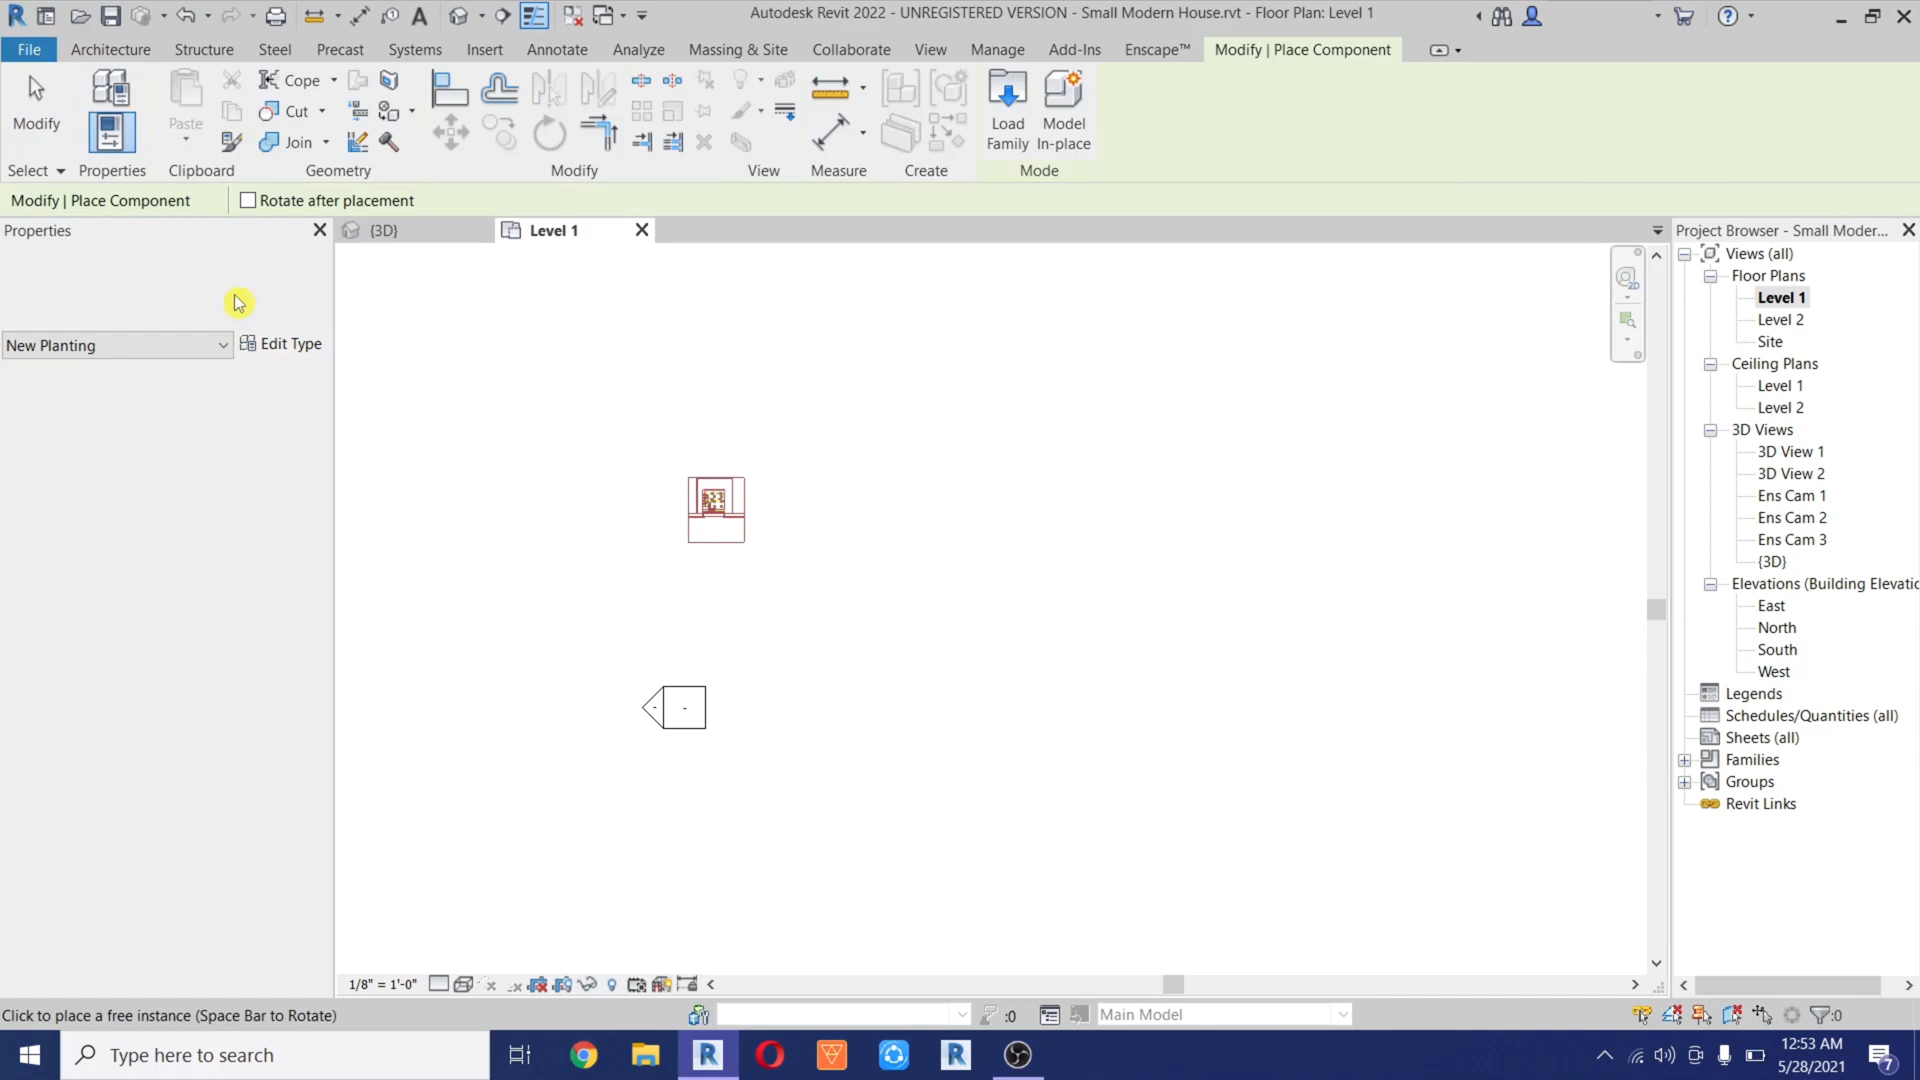 Autodesk Revit 2022 - UNREGISTERED VERSION - Small Modern House.rvt - Floor Plan: Level 1
File Architecture Structure Steel Precast Systems Insert Annotate Analyze Massing & Site Collaborate View Manage Add-Ins Enscape™ Modify | Place Component
Modify Paste Cope Cut Join Load Family Model In-place
Select Properties Clipboard Geometry Modify View Measure Create Mode
Modify | Place Component Rotate after placement
Properties
{3D}
Level 1
New Planting
Edit Type
2D
Project Browser - Small Moder...
Views (all)
Floor Plans
Level 1
Level 2
Site
Ceiling Plans
Level 1
Level 2
3D Views
3D View 1
3D View 2
Ens Cam 1
Ens Cam 2
Ens Cam 3
{3D}
Elevations (Building Elevatic
East
North
South
West
Legends
Schedules/Quantities (all)
Sheets (all)
Families
Groups
Revit Links
1/8" = 1'-0"
Click to place a free instance (Space Bar to Rotate)
:0
Main Model
:0
Type here to search
12:53 AM
5/28/2021
7